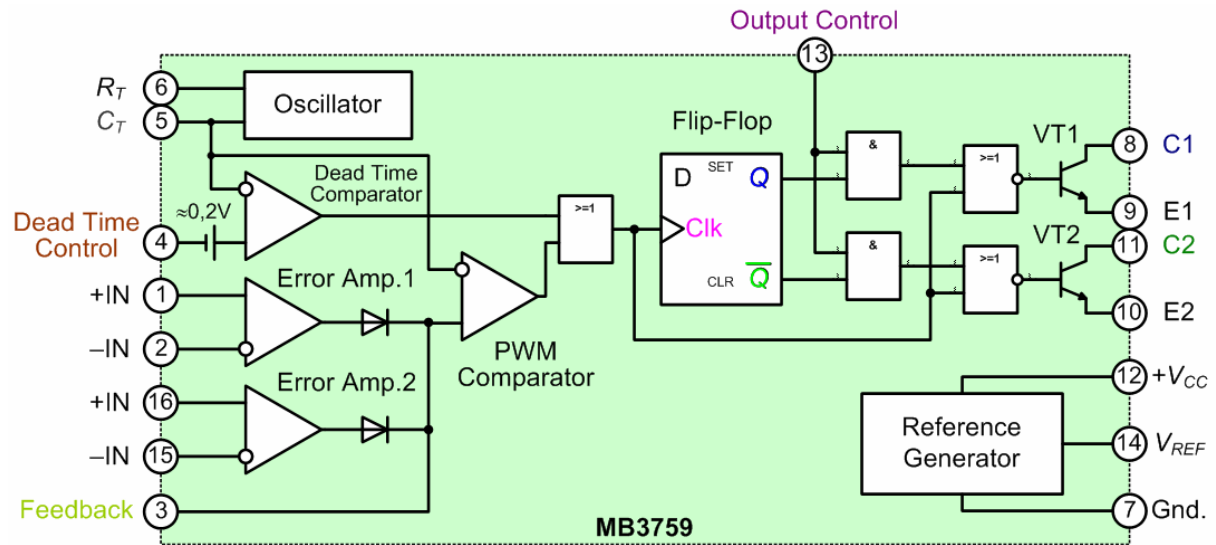 Output Control
13
R_T
6
Oscillator
C_T
5
Flip-Flop
VT1
8
C1
Dead Time
Comparator
≈0,2V
D
SET
Q
&
>=1
>=1
Clk
9
E1
Dead Time
Control
4
VT2
11
C2
Error Amp.1
&
>=1
+IN
1
CLR
Q̅
10
E2
PWM
Comparator
–IN
2
Error Amp.2
12
+V_CC
+IN
16
Reference
Generator
14
V_REF
–IN
15
Feedback
3
7
Gnd.
MB3759